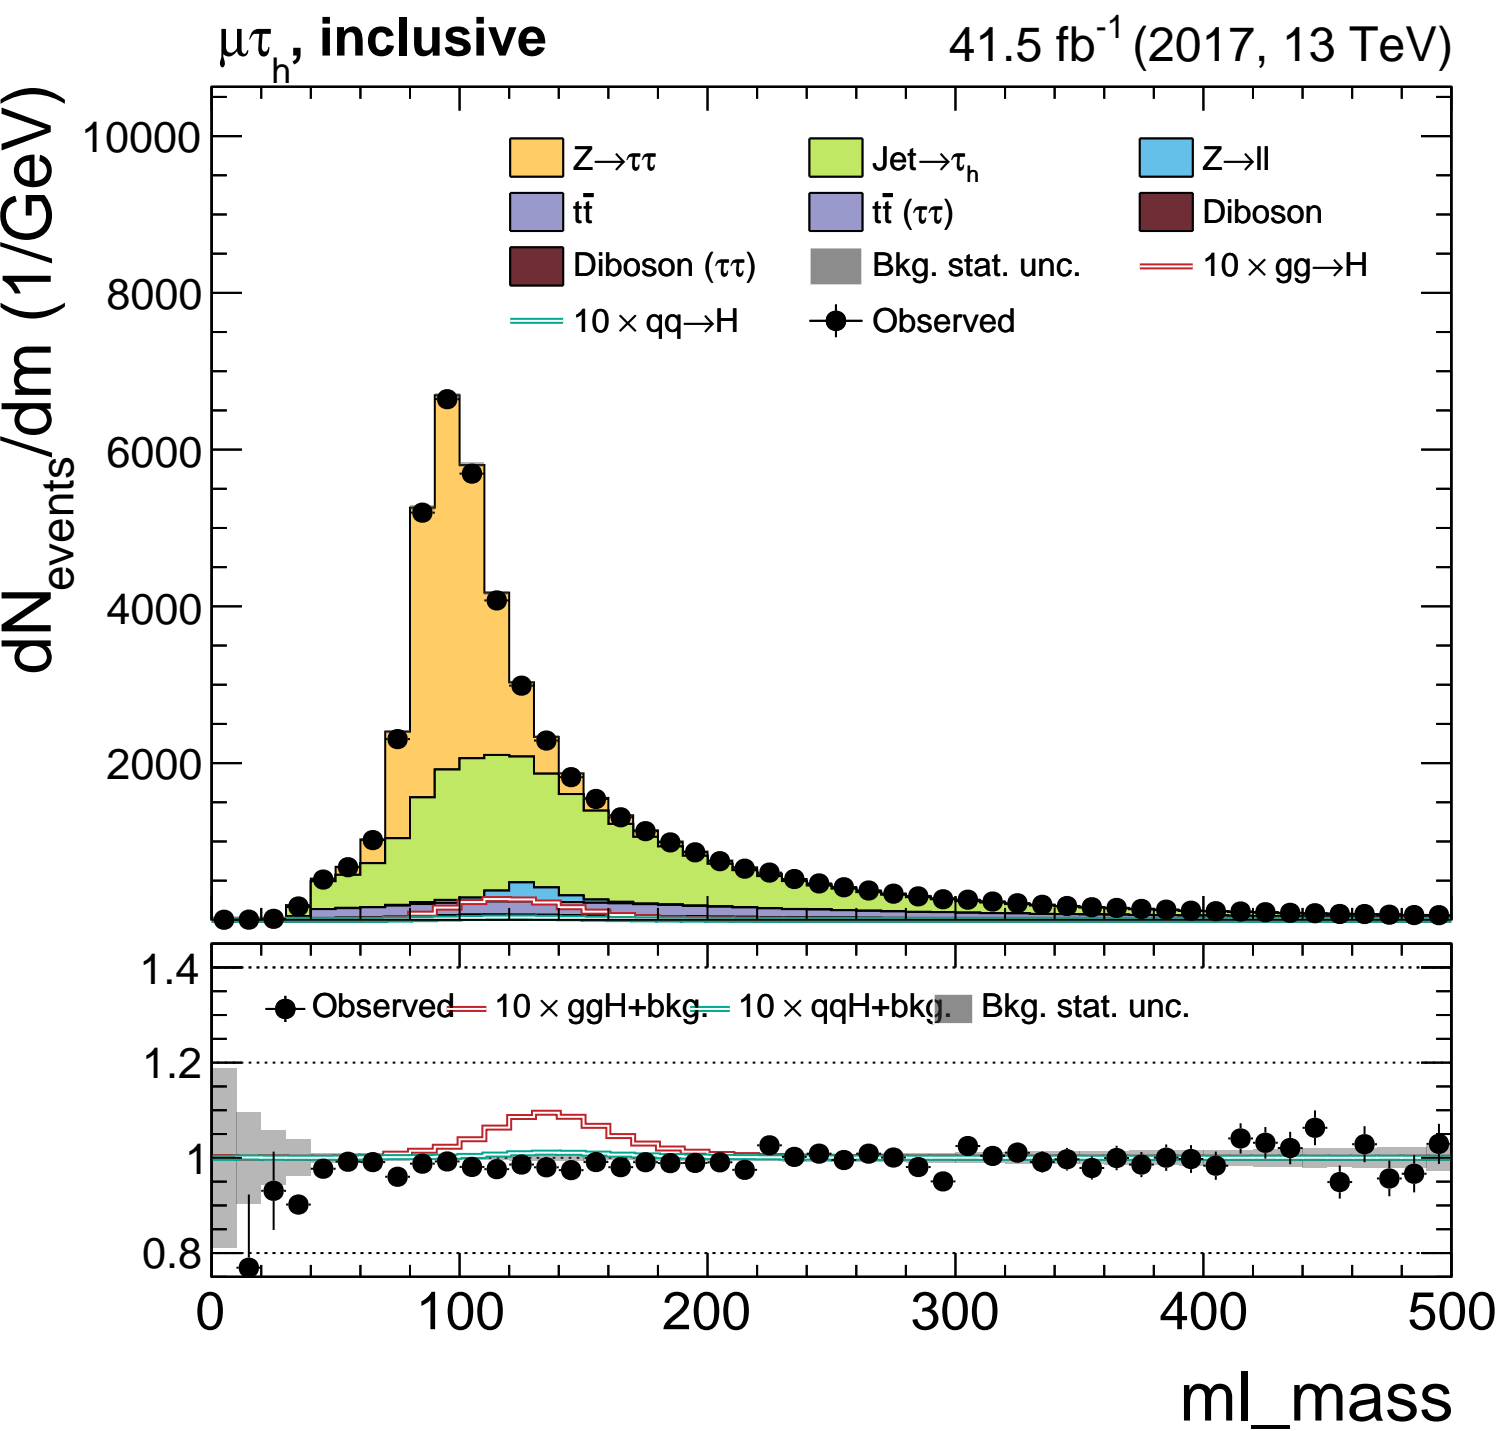 μτh, inclusive
41.5 fb-1 (2017, 13 TeV)
dNevents/dm (1/GeV)
10000
8000
6000
4000
2000
Z→ττ
Jet→τh
Z→ll
tt̄
tt̄ (ττ)
Diboson
Diboson (ττ)
Bkg. stat. unc.
10 × gg→H
10 × qq→H
Observed
1.4
1.2
1
0.8
Observed
10 × ggH+bkg.
10 × qqH+bkg.
Bkg. stat. unc.
0
100
200
300
400
500
ml_mass